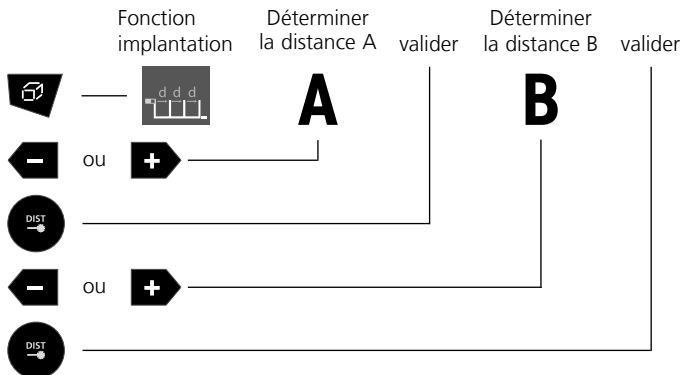 Fonction
implantation
Déterminer
la distance A
valider
Déterminer
la distance B
valider
d d d
A
B
- ou +
DIST
- ou +
DIST